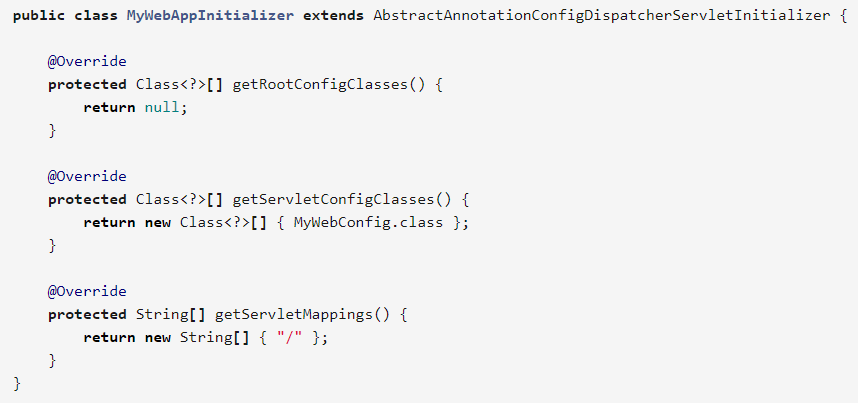 public class MyWebAppInitializer extends AbstractAnnotationConfigDispatcherServletInitializer {
@Override
protected Class<?>[] getRootConfigClasses() {
return null;
}
@Override
protected Class<?>[] getServletConfigClasses() {
return new Class<?>[] { MyWebConfig.class };
}
@Override
protected String[] getServletMappings() {
return new String[] { "/" };
}
}